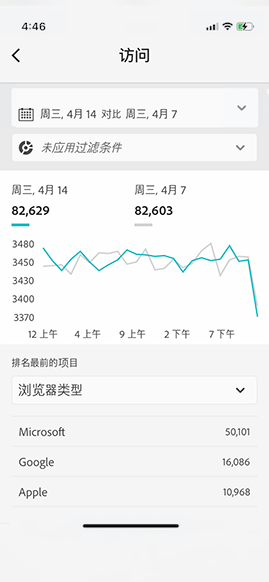 4:46
访问
周三, 4月 14 对比 周三, 4月 7
未应用过滤条件
周三, 4月 14 周三, 4月 7
82,629 82,603
3480
3450
3430
3400
3370
12 上午 4 上午 9 上午 2 下午 7 下午
排名最前的项目
浏览器类型
Microsoft 50,101
Google 16,086
Apple 10,968